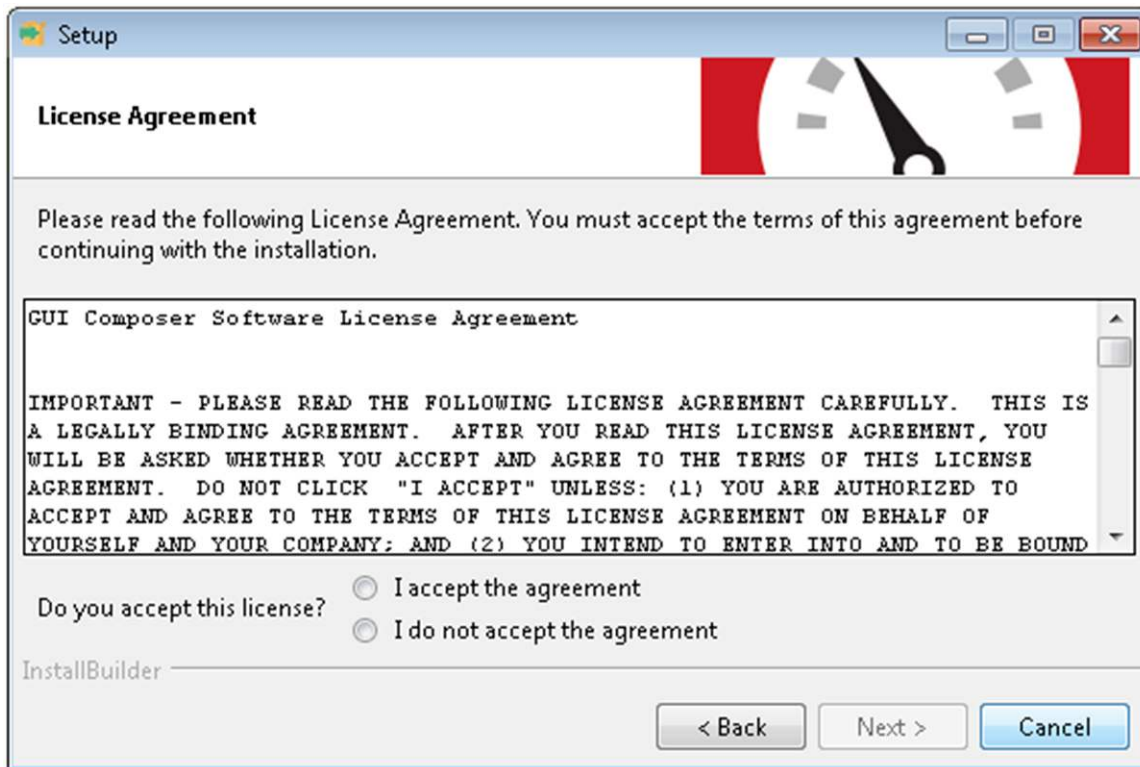 Setup
License Agreement
Please read the following License Agreement. You must accept the terms of this agreement before
continuing with the installation.
GUI Composer Software License Agreement
IMPORTANT - PLEASE READ THE FOLLOWING LICENSE AGREEMENT CAREFULLY.  THIS IS
A LEGALLY BINDING AGREEMENT.  AFTER YOU READ THIS LICENSE AGREEMENT, YOU
WILL BE ASKED WHETHER YOU ACCEPT AND AGREE TO THE TERMS OF THIS LICENSE
AGREEMENT.  DO NOT CLICK  "I ACCEPT" UNLESS: (1) YOU ARE AUTHORIZED TO
ACCEPT AND AGREE TO THE TERMS OF THIS LICENSE AGREEMENT ON BEHALF OF
YOURSELF AND YOUR COMPANY; AND (2) YOU INTEND TO ENTER INTO AND TO BE BOUND
Do you accept this license?
I accept the agreement
I do not accept the agreement
InstallBuilder
< Back
Next >
Cancel